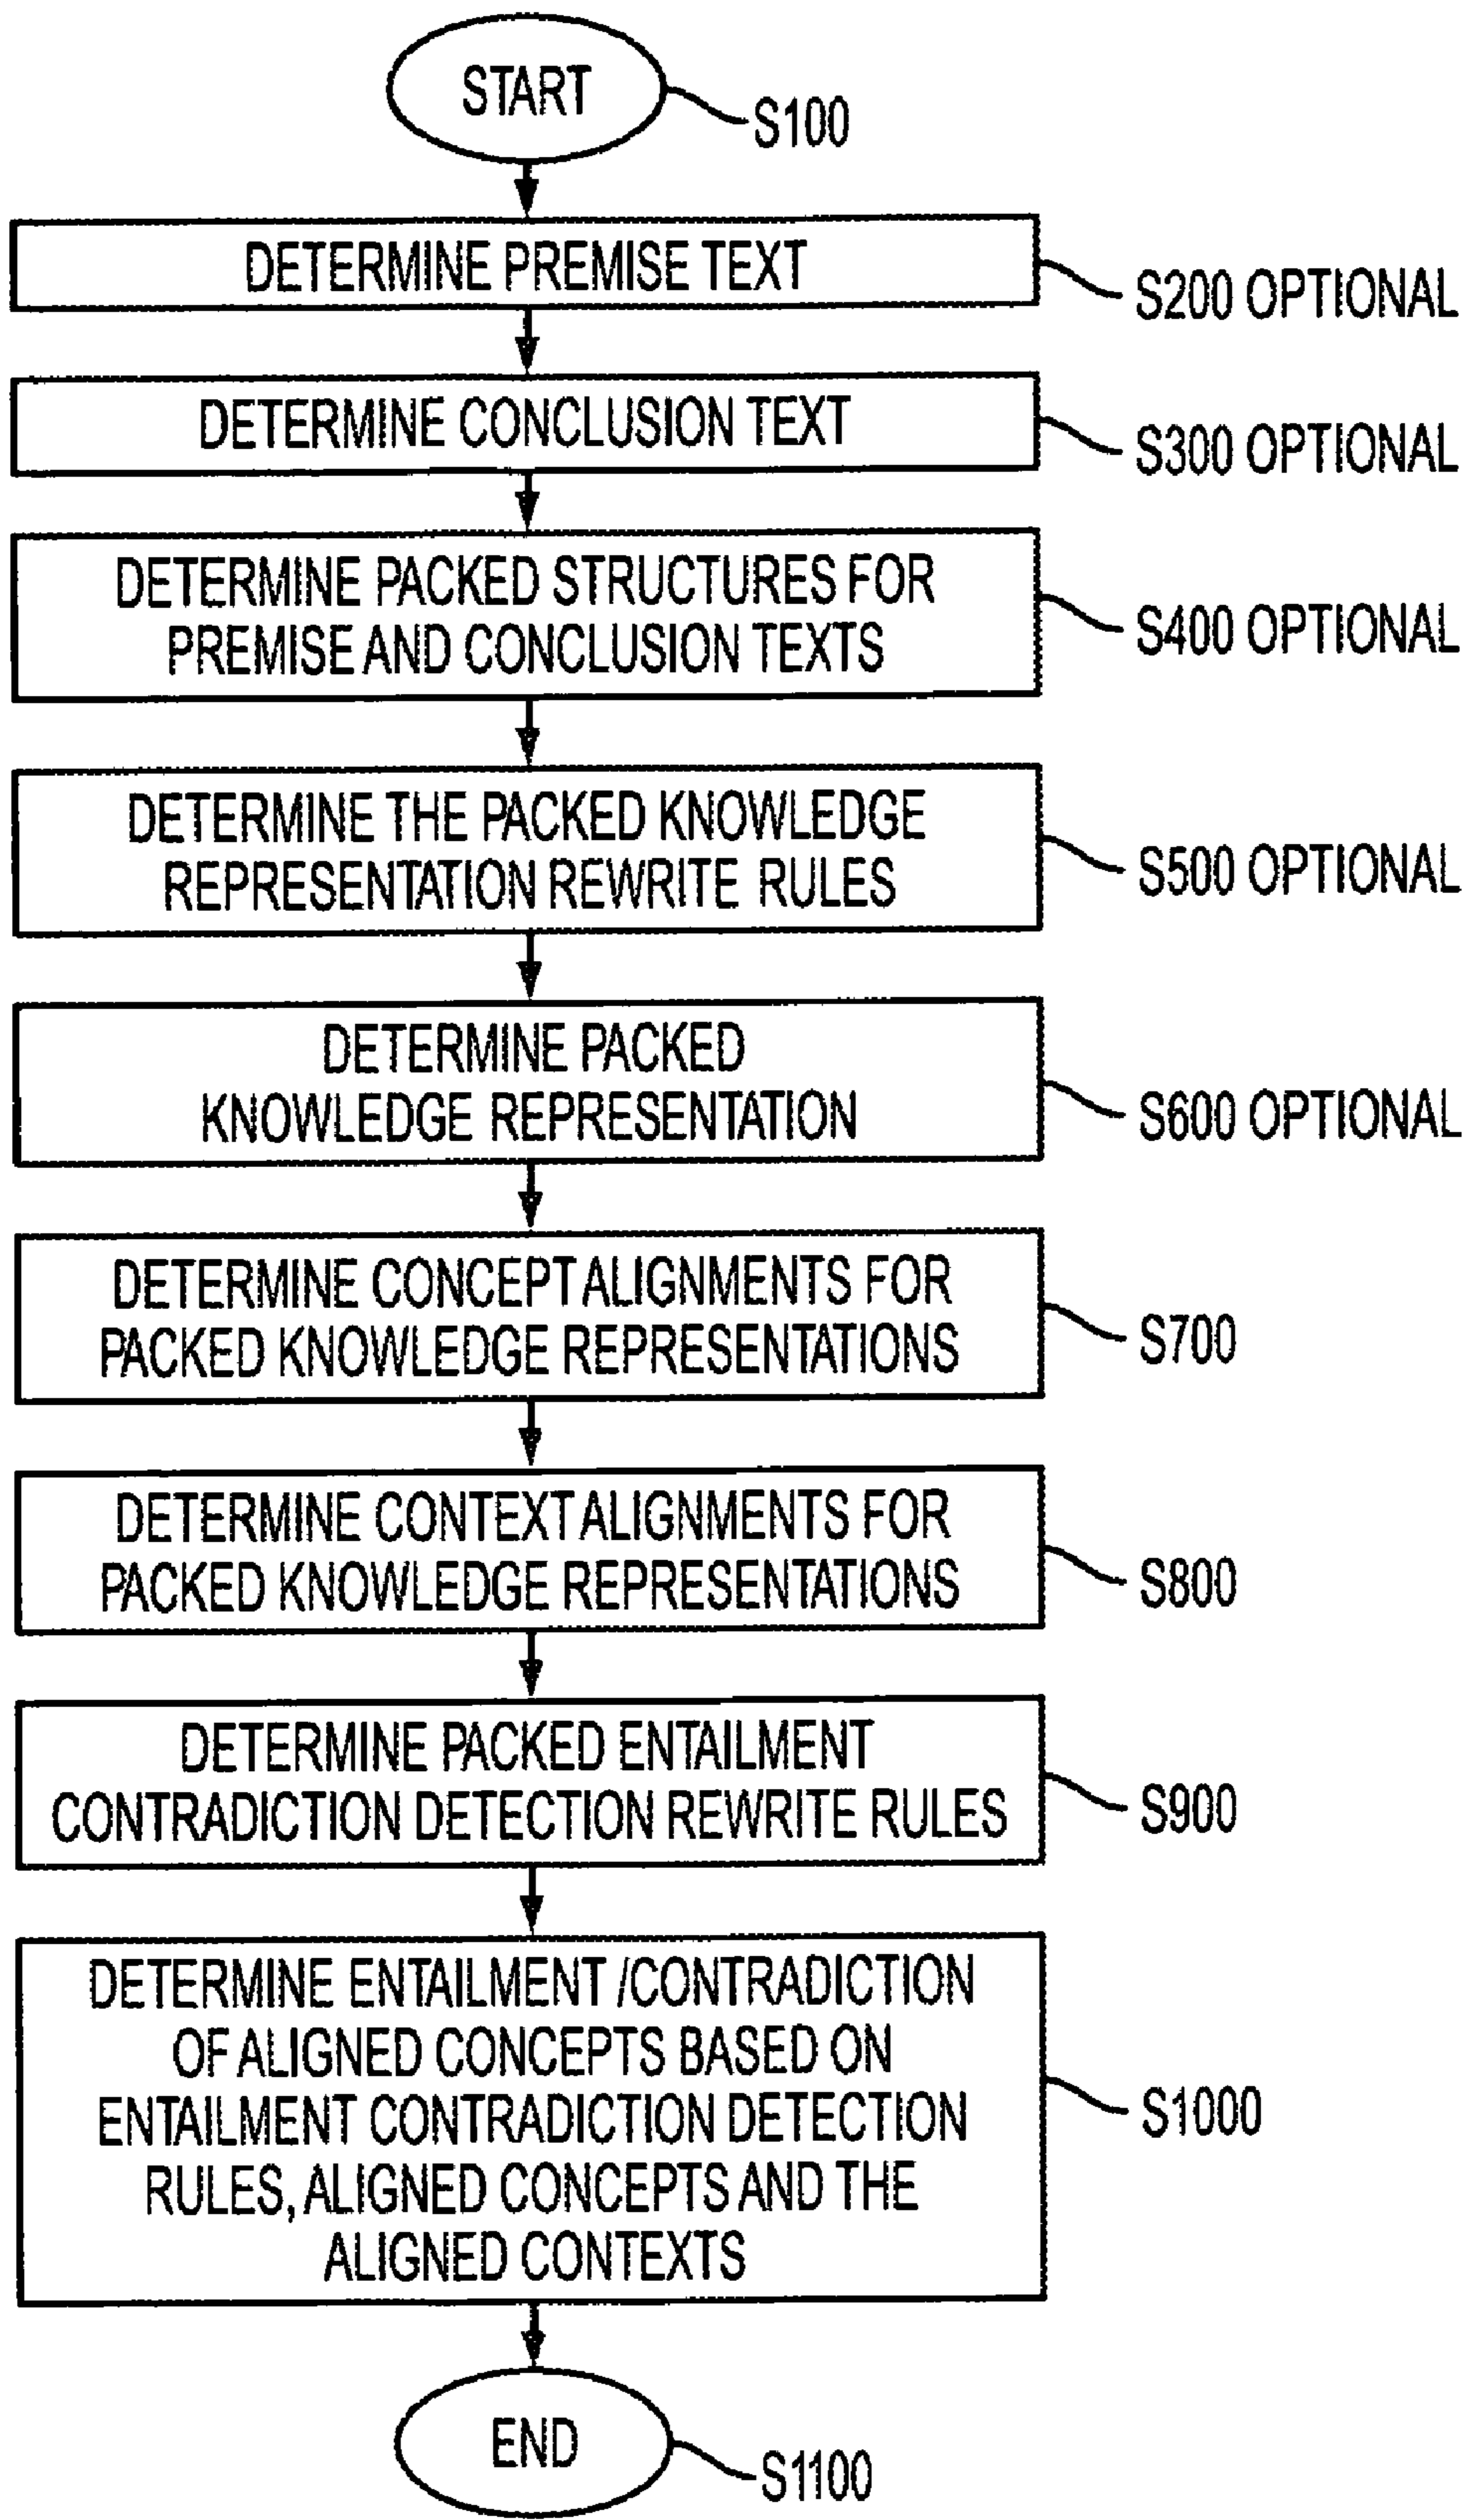 START
S100
DETERMINE PREMISE TEXT
S200 OPTIONAL
DETERMINE CONCLUSION TEXT
S300 OPTIONAL
DETERMINE PACKED STRUCTURES FOR
PREMISE AND CONCLUSION TEXTS
S400 OPTIONAL
DETERMINE THE PACKED KNOWLEDGE
REPRESENTATION REWRITE RULES
S500 OPTIONAL
DETERMINE PACKED
KNOWLEDGE REPRESENTATION
S600 OPTIONAL
DETERMINE CONCEPT ALIGNMENTS FOR
PACKED KNOWLEDGE REPRESENTATIONS
S700
DETERMINE CONTEXT ALIGNMENTS FOR
PACKED KNOWLEDGE REPRESENTATIONS
S800
DETERMINE PACKED ENTAILMENT
CONTRADICTION DETECTION REWRITE RULES
S900
DETERMINE ENTAILMENT /CONTRADICTION
OF ALIGNED CONCEPTS BASED ON
ENTAILMENT CONTRADICTION DETECTION
RULES, ALIGNED CONCEPTS AND THE
ALIGNED CONTEXTS
S1000
END
S1100